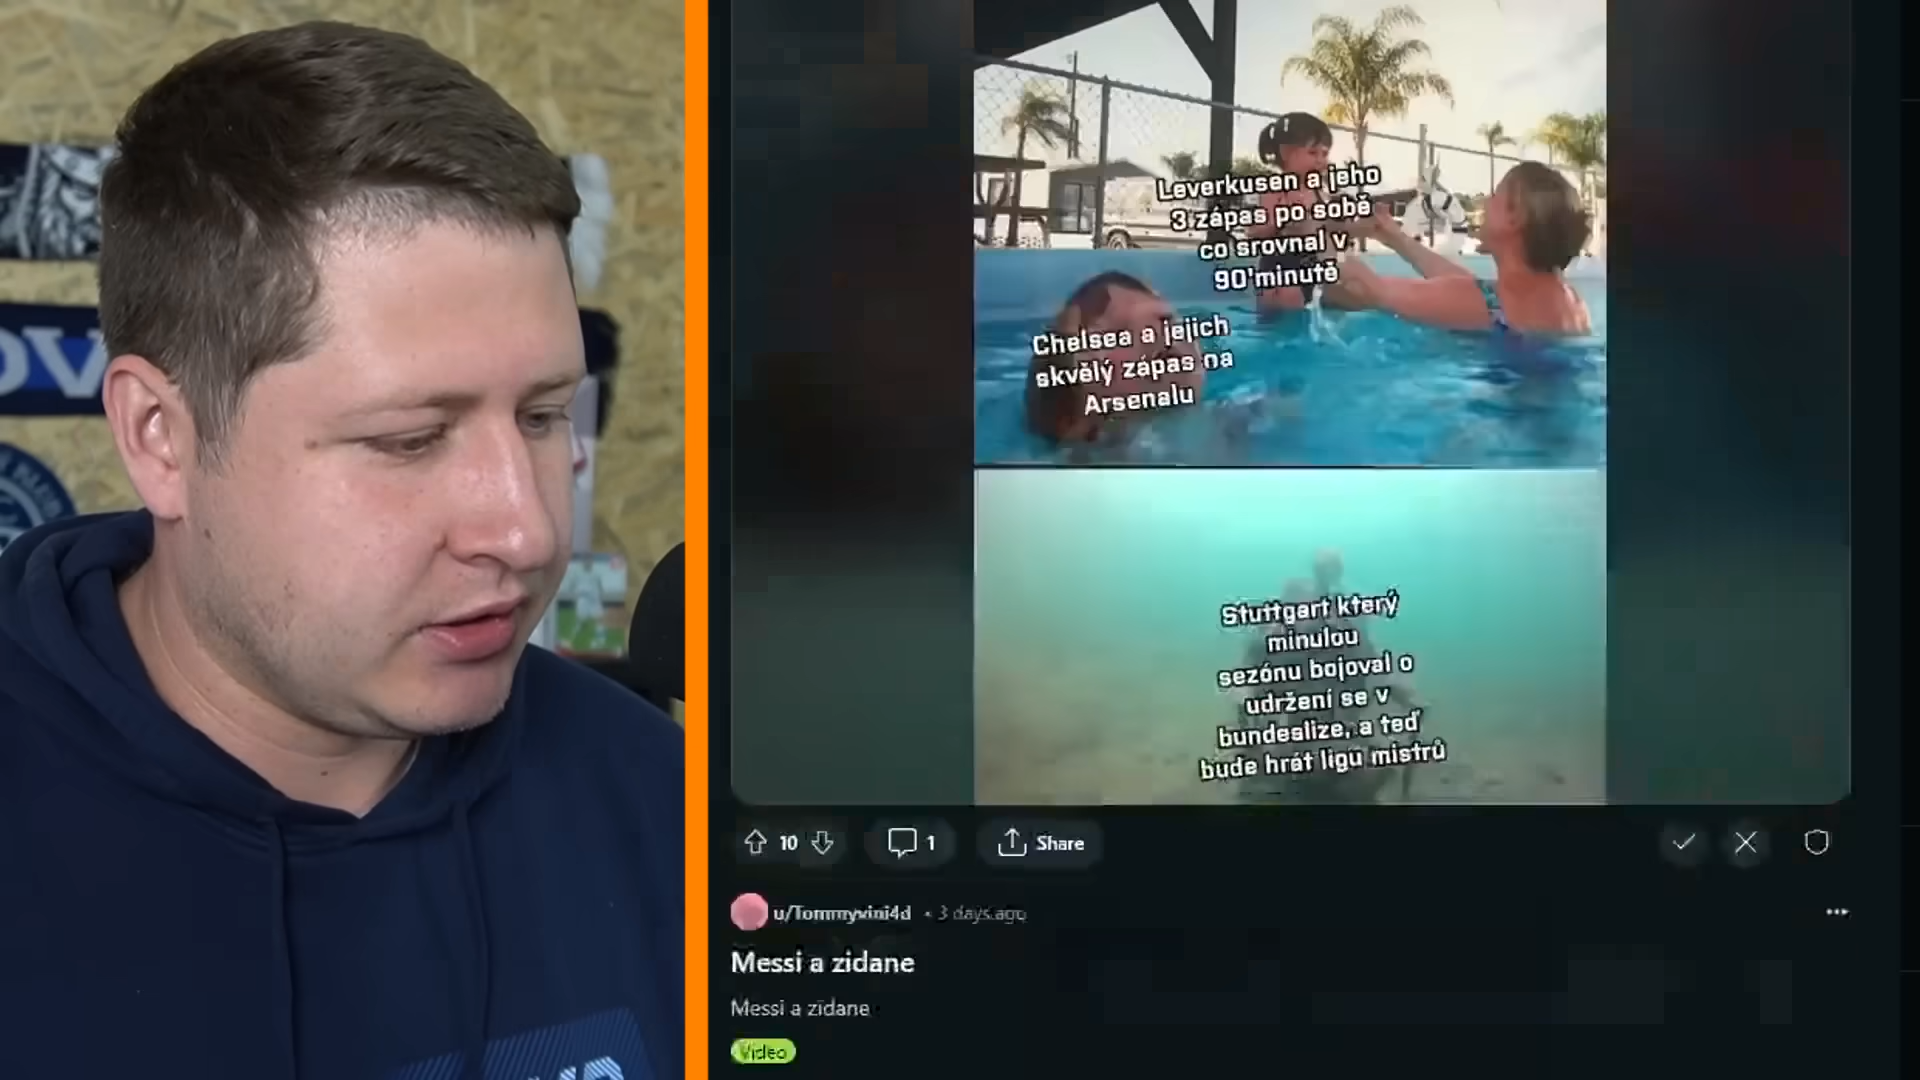 OV
Leverkusen a jeho
3 zápas po sobě
co srovnal v
90'minutě
Chelsea a jejich
skvělý zápas na
Arsenalu
Stuttgart který
minulou
sezónu bojoval o
udržení se v
bundeslize, a teď
bude hrát ligu mistrů
10
1
Share
u/Tommyvini4d • 3 days ago
Messi a zidane
Messi a zidane
Video